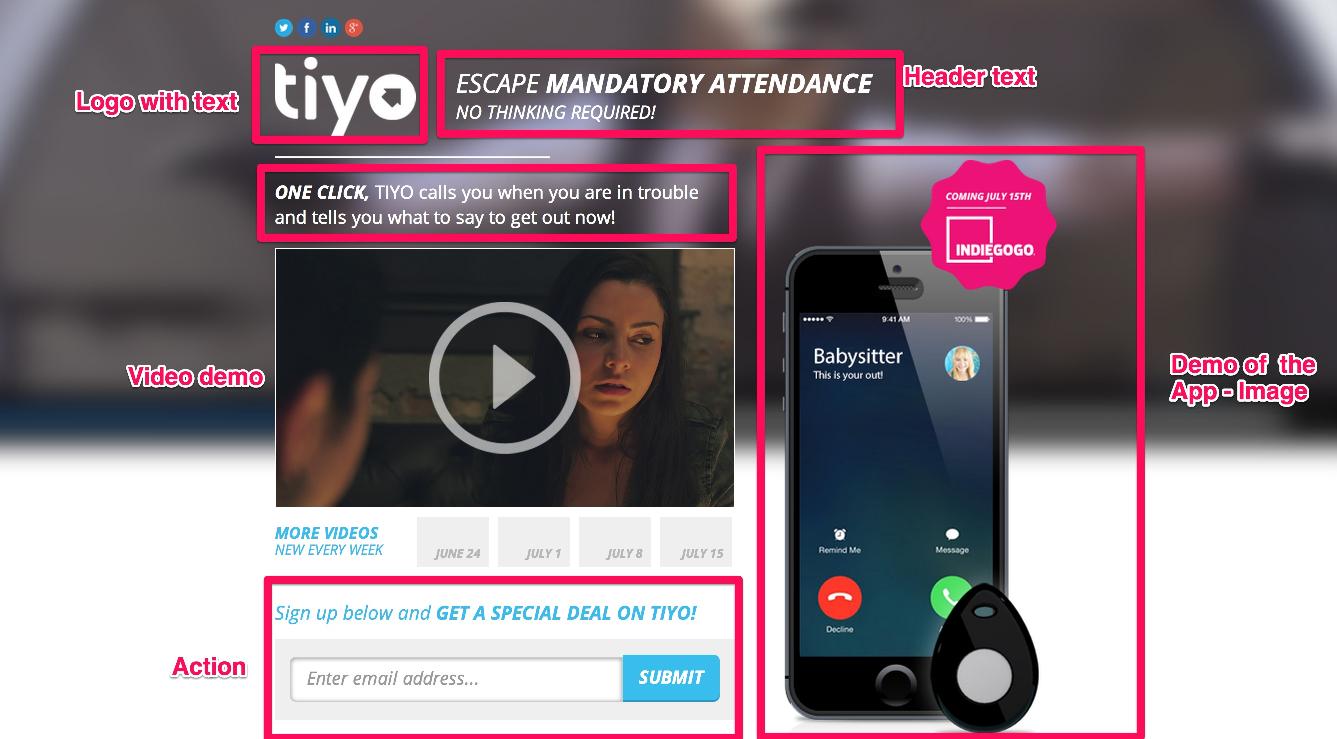 tiyo
Logo with text
ESCAPE MANDATORY ATTENDANCE
NO THINKING REQUIRED!
Header text
ONE CLICK, TIYO calls you when you are in trouble
and tells you what to say to get out now!
COMING JULY 15TH
INDIEGOGO
9:41 AM
100%
Babysitter
This is your out!
Remind Me
Message
Decline
Video demo
Demo of the
App - Image
MORE VIDEOS
NEW EVERY WEEK
JUNE 24
JULY 1
JULY 8
JULY 15
Sign up below and GET A SPECIAL DEAL ON TIYO!
Action
Enter email address...
SUBMIT